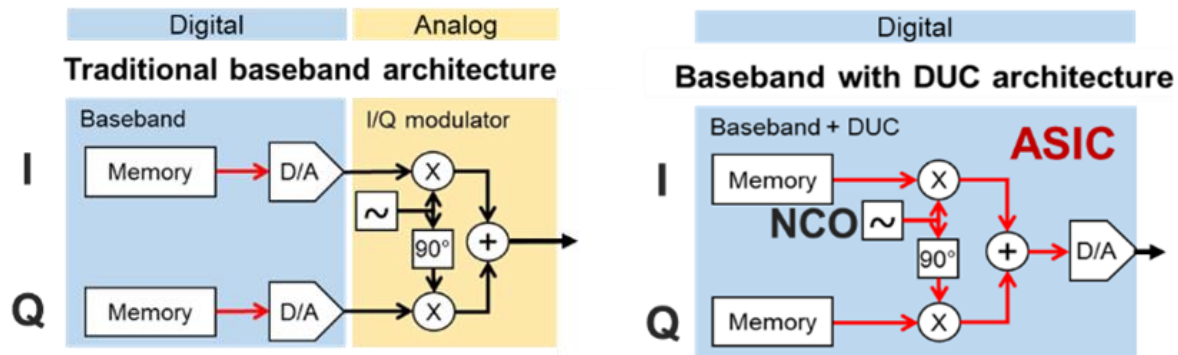 Digital
Analog
Traditional baseband architecture
Baseband
I/Q modulator
I
Memory
D/A
X
~
90°
+
Q
Memory
D/A
X
Digital
Baseband with DUC architecture
Baseband + DUC
ASIC
I
Memory
X
NCO
~
90°
+
D/A
Q
Memory
X